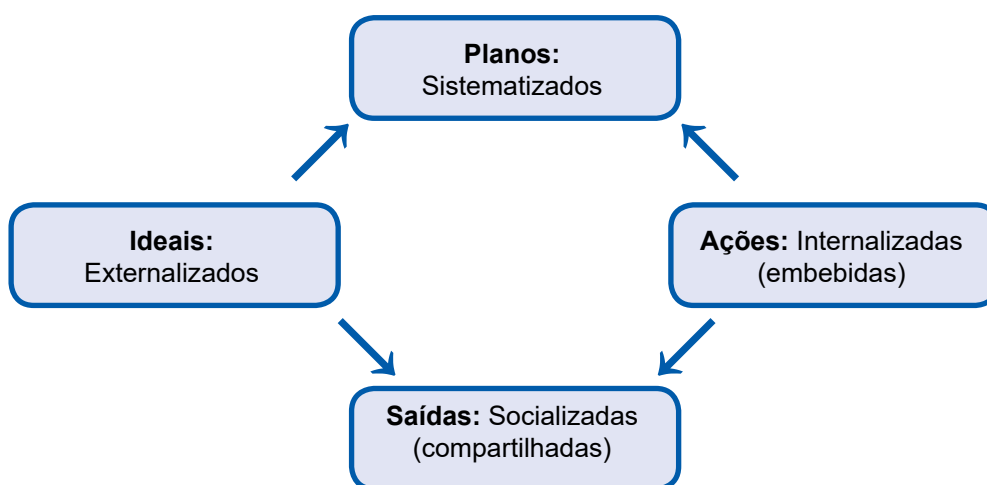 Planos:
Sistematizados
Ideais:
Externalizados
Ações: Internalizadas
(embebidas)
Saídas: Socializadas
(compartilhadas)